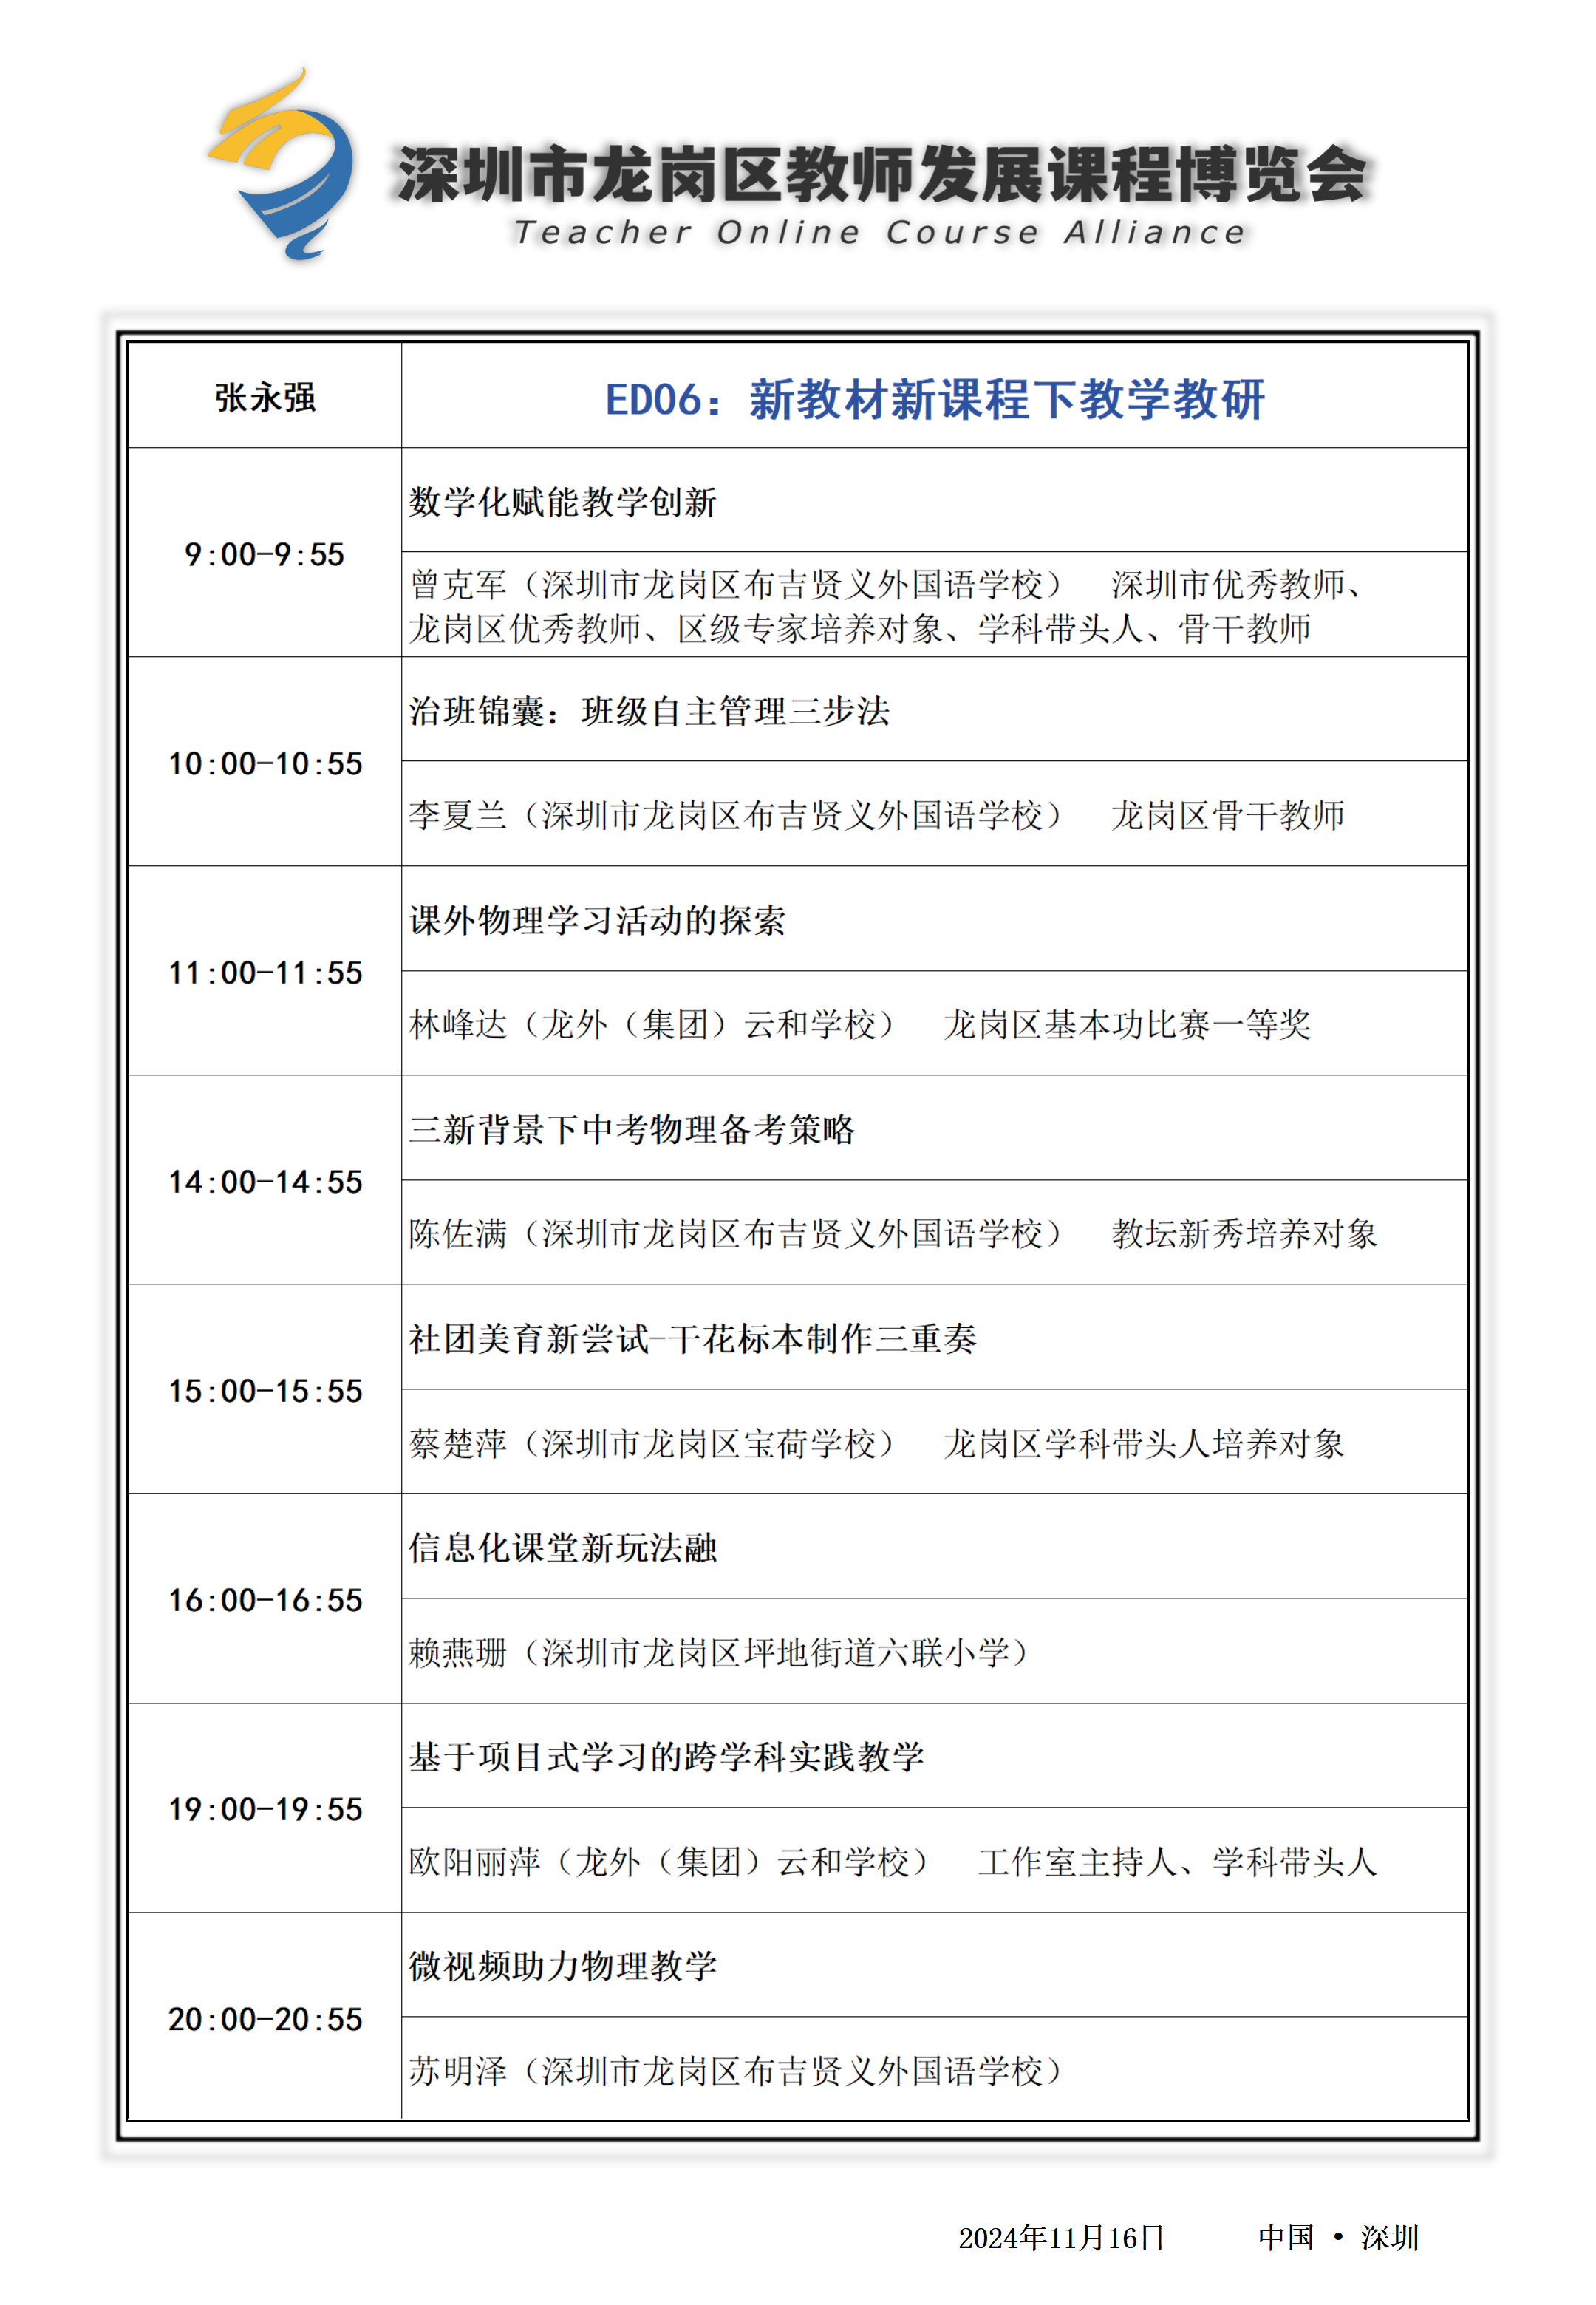 深圳市龙岗区教师发展课程博览会
Teacher Online Course Alliance
张永强
ED06：新教材新课程下教学教研
9:00-9:55
数学化赋能教学创新
曾克军（深圳市龙岗区布吉贤义外国语学校） 深圳市优秀教师、
龙岗区优秀教师、区级专家培养对象、学科带头人、骨干教师
10:00-10:55
治班锦囊：班级自主管理三步法
李夏兰（深圳市龙岗区布吉贤义外国语学校） 龙岗区骨干教师
11:00-11:55
课外物理学习活动的探索
林峰达（龙外（集团）云和学校） 龙岗区基本功比赛一等奖
14:00-14:55
三新背景下中考物理备考策略
陈佐满（深圳市龙岗区布吉贤义外国语学校） 教坛新秀培养对象
15:00-15:55
社团美育新尝试-干花标本制作三重奏
蔡楚萍（深圳市龙岗区宝荷学校） 龙岗区学科带头人培养对象
16:00-16:55
信息化课堂新玩法融
赖燕珊（深圳市龙岗区坪地街道六联小学）
19:00-19:55
基于项目式学习的跨学科实践教学
欧阳丽萍（龙外（集团）云和学校） 工作室主持人、学科带头人
20:00-20:55
微视频助力物理教学
苏明泽（深圳市龙岗区布吉贤义外国语学校）
2024年11月16日 中国 • 深圳